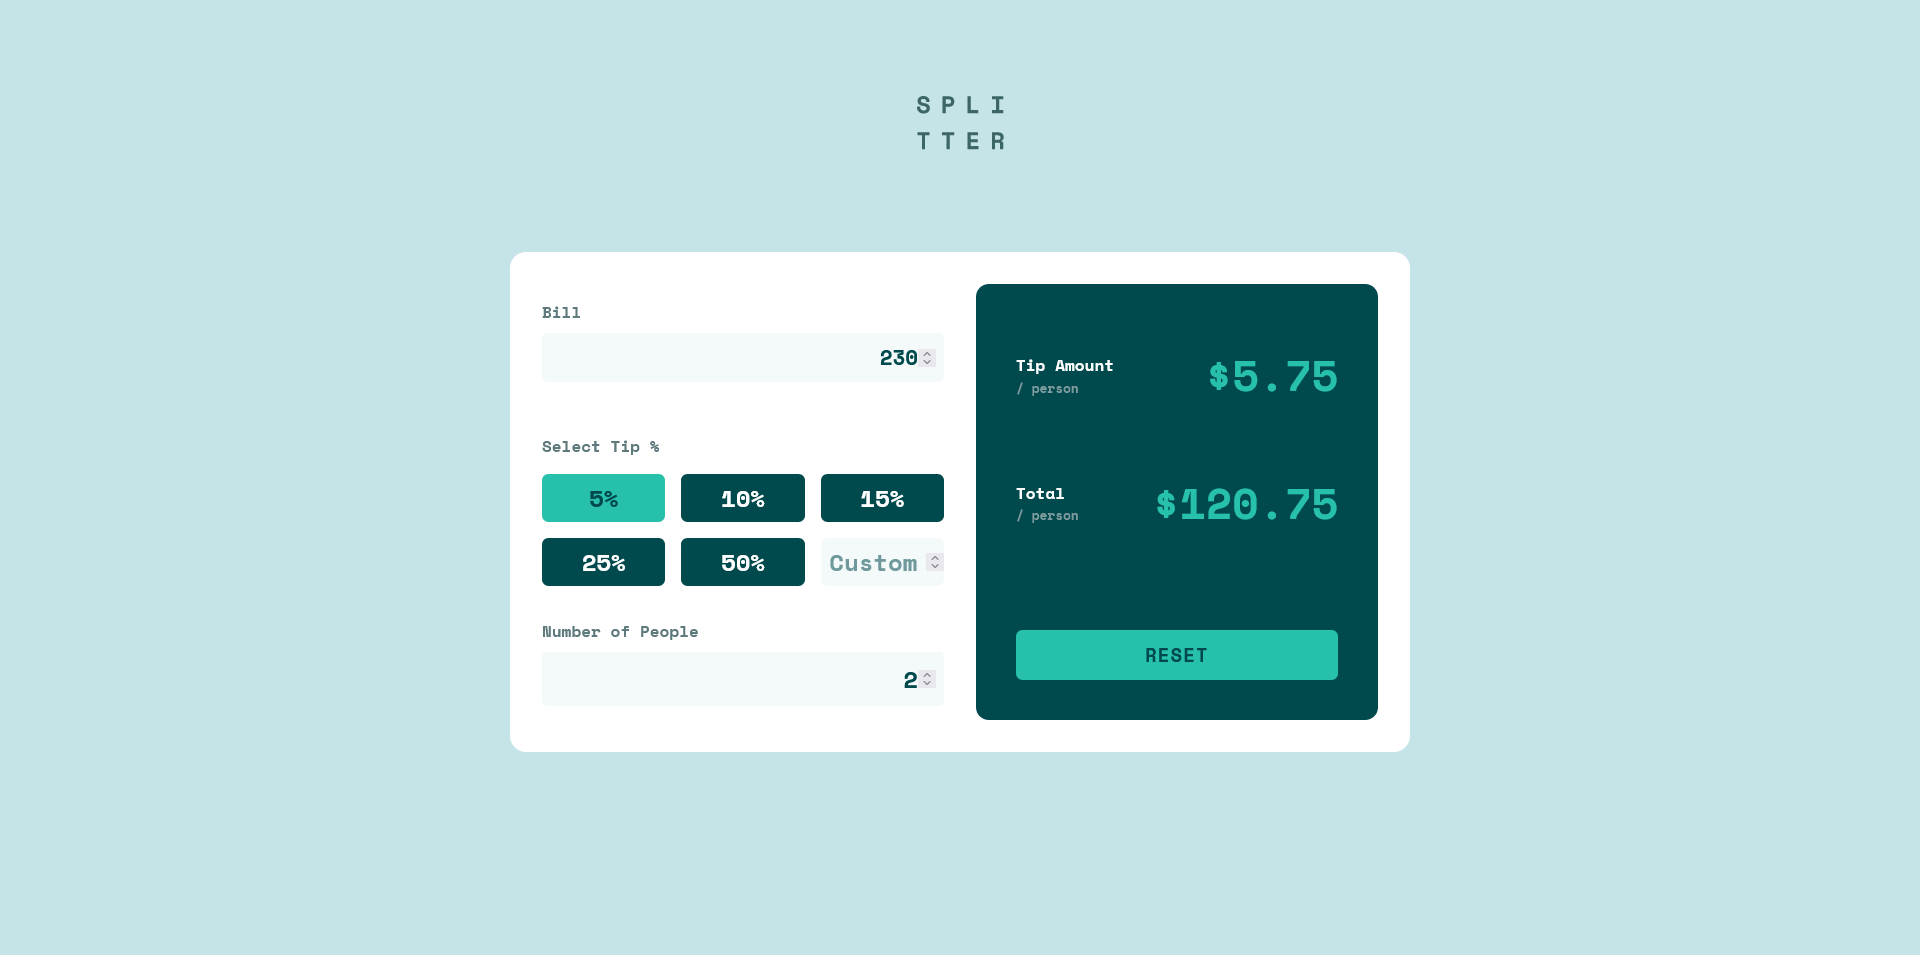 SPLI
TTER
Bill
230
Select Tip %
5% 10% 15%
25% 50% Custom
Number of People
2
Tip Amount
/ person
$5.75
Total
/ person
$120.75
RESET